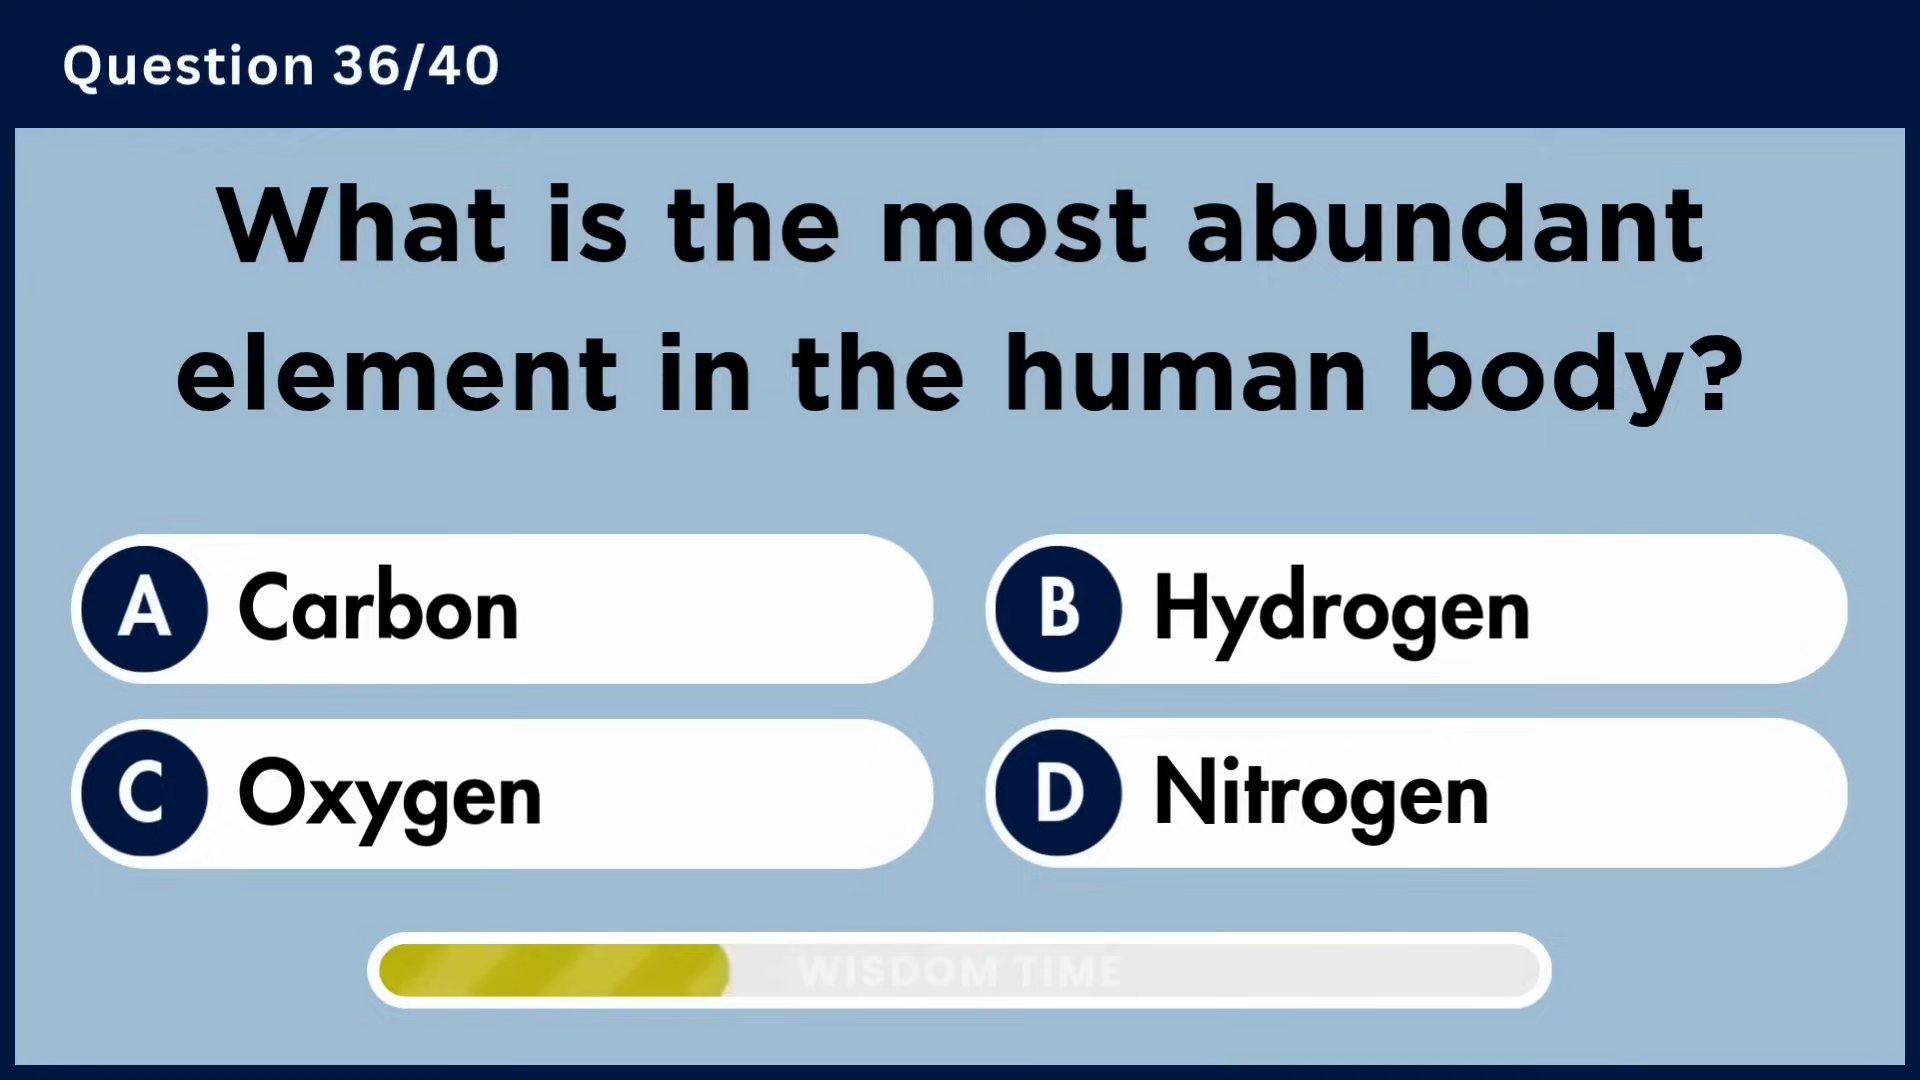 Question 36/40
What is the most abundant
element in the human body?
A Carbon
B Hydrogen
C Oxygen
D Nitrogen
WISDOM TIME